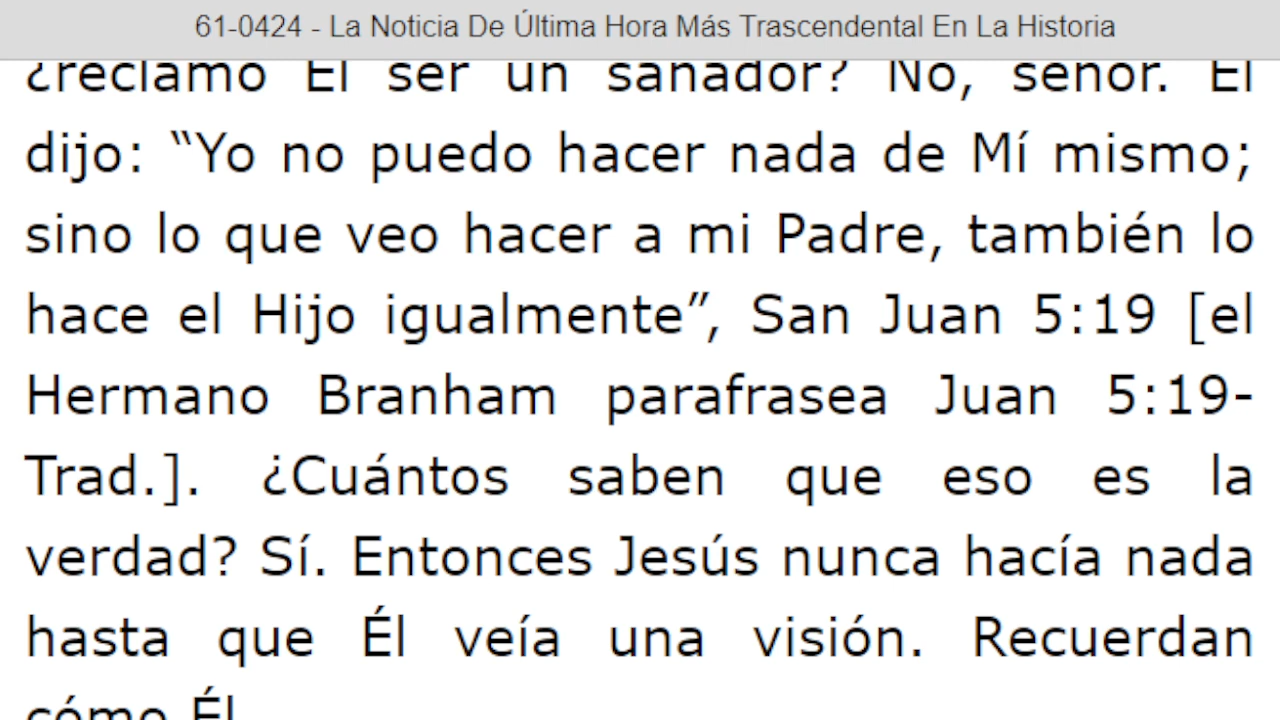 61-0424 - La Noticia De Última Hora Más Trascendental En La Historia
¿reclamó Él ser un sanador? No, señor. Él
dijo: “Yo no puedo hacer nada de Mí mismo;
sino lo que veo hacer a mi Padre, también lo
hace el Hijo igualmente”, San Juan 5:19 [el
Hermano Branham parafrasea Juan 5:19-
Trad.]. ¿Cuántos saben que eso es la
verdad? Sí. Entonces Jesús nunca hacía nada
hasta que Él veía una visión. Recuerdan
cómo Él